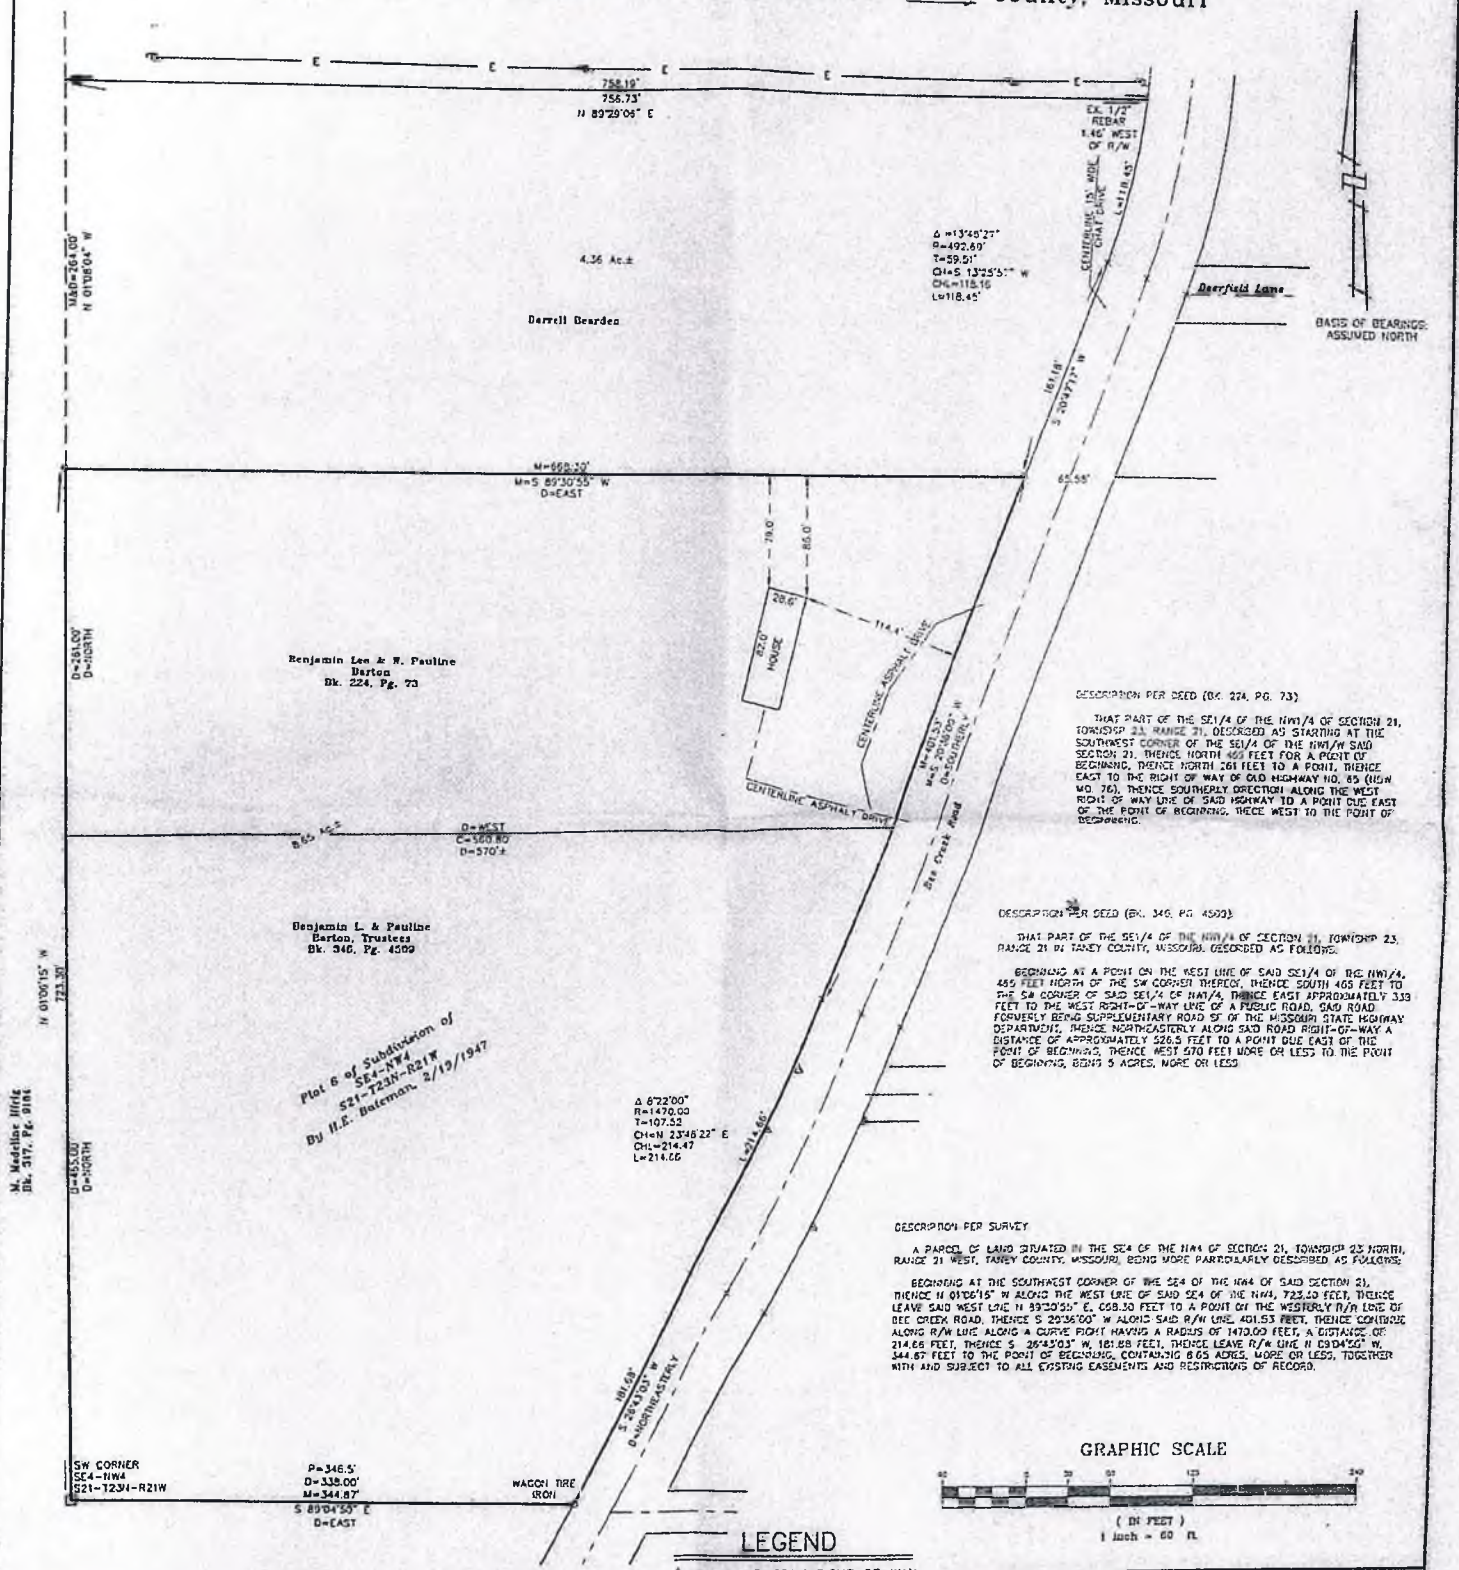 County, Missouri
E E E E E
758.19'
756.73'
N 89°29'06" E
EX. 1/2"
REBAR
1.46' WEST
OF R/W
CENTERLINE 15' WIDE
CHAT DRIVE
L=118.45'
M&D=264.00'
N 01°08'04" W
4.36 Ac.±
Darrell Bearden
Δ =13°46'27"
R=492.69'
T=59.51'
CH=S 13°25'51" W
CHL=118.16
L=118.45'
Deerfield Lane
BASIS OF BEARINGS:
ASSUMED NORTH
161.18'
S 20°47'17" W
M=668.30'
M=S 89°30'55" W
D=EAST
65.58'
79.0'
86.0'
28.6'
82.0'
HOUSE
114.4'
CENTERLINE ASPHALT DRIVE
CENTERLINE ASPHALT DRIVE
D=261.00'
D=NORTH
Benjamin Lee & W. Pauline
Barton
Bk. 224, Pg. 73
M=401.53'
M=S 20°36'00" W
D=SOUTHERLY
Bee Creek Road
DESCRIPTION PER DEED (BK. 224, PG. 73)
THAT PART OF THE SE1/4 OF THE NW1/4 OF SECTION 21,
TOWNSHIP 23, RANGE 21, DESCRIBED AS STARTING AT THE
SOUTHWEST CORNER OF THE SE1/4 OF THE NW1/W SAID
SECTION 21, THENCE NORTH 465 FEET FOR A POINT OF
BEGINNING, THENCE NORTH 261 FEET TO A POINT, THENCE
EAST TO THE RIGHT OF WAY OF OLD HIGHWAY NO. 65 (NOW
MO. 76), THENCE SOUTHERLY DIRECTION ALONG THE WEST
RIGHT OF WAY LINE OF SAID HIGHWAY TO A POINT DUE EAST
OF THE POINT OF BEGINNING, THECE WEST TO THE POINT OF
BEGINNING.
8.65 Ac.±
D=WEST
C=560.80
D=570'±
Benjamin L. & Pauline
Barton, Trustees
Bk. 346, Pg. 4509
DESCRIPTION PER DEED (BK. 346, PG. 4509)
THAT PART OF THE SE1/4 OF THE NW1/4 OF SECTION 21, TOWNSHIP 23,
RANGE 21 IN TANEY COUNTY, MISSOURI, DESCRIBED AS FOLLOWS:
BEGINNING AT A POINT ON THE WEST LINE OF SAID SE1/4 OF THE NW1/4,
465 FEET NORTH OF THE SW CORNER THEREOF, THENCE SOUTH 465 FEET TO
THE SW CORNER OF SAID SE1/4 OF NW1/4, THENCE EAST APPROXIMATELY 338
FEET TO THE WEST RIGHT-OF-WAY LINE OF A PUBLIC ROAD, SAID ROAD
FORMERLY BEING SUPPLEMENTARY ROAD SF OF THE MISSOURI STATE HIGHWAY
DEPARTMENT, THENCE NORTHEASTERLY ALONG SAID ROAD RIGHT-OF-WAY A
DISTANCE OF APPROXIMATELY 526.5 FEET TO A POINT DUE EAST OF THE
POINT OF BEGINNING, THENCE WEST 570 FEET MORE OR LESS TO THE POINT
OF BEGINNING, BEING 5 ACRES, MORE OR LESS
N 01°06'15" W
723.30'
Plot 6 of Subdivision of
SE4-NW4
S21-T23N-R21W
By H.E. Bateman, 2/19/1947
M. Madeline
Bk. 317, Pg. 9184
D=465.00
D=NORTH
Δ 8°22'00"
R=1470.00
T=107.52
CH=N 23°46'22" E
CHL=214.47
L=214.66
L=214.66'
DESCRIPTION PER SURVEY
A PARCEL OF LAND SITUATED IN THE SE4 OF THE NW4 OF SECTION 21, TOWNSHIP 23 NORTH,
RANGE 21 WEST, TANEY COUNTY, MISSOURI, BEING MORE PARTICULARLY DESCRIBED AS FOLLOWS:
BEGINNING AT THE SOUTHWEST CORNER OF THE SE4 OF THE NW4 OF SAID SECTION 21,
THENCE N 01°06'15" W ALONG THE WEST LINE OF SAID SE4 OF THE NW4, 723.30 FEET, THENCE
LEAVE SAID WEST LINE N 89°30'55" E, 668.30 FEET TO A POINT ON THE WESTERLY R/W LINE OF
BEE CREEK ROAD, THENCE S 20°36'00" W ALONG SAID R/W LINE, 401.53 FEET, THENCE CONTINUE
ALONG R/W LINE ALONG A CURVE RIGHT HAVING A RADIUS OF 1470.00 FEET, A DISTANCE OF
214.66 FEET, THENCE S 26°43'03" W, 181.68 FEET, THENCE LEAVE R/W LINE N 89°04'50" W,
344.87 FEET TO THE POINT OF BEGINNING, CONTAINING 8.65 ACRES, MORE OR LESS, TOGETHER
WITH AND SUBJECT TO ALL EXISTING EASEMENTS AND RESTRICTIONS OF RECORD.
181.68'
S 26°43'03" W
D=NORTHEASTERLY
SW CORNER
SE4-NW4
S21-T23N-R21W
P=346.5'
D=338.00'
M=344.87'
S 89°04'50" E
D=EAST
WAGON TIRE
IRON
GRAPHIC SCALE
60 0 30 60 120 240
( IN FEET )
1 inch = 60 ft.
LEGEND